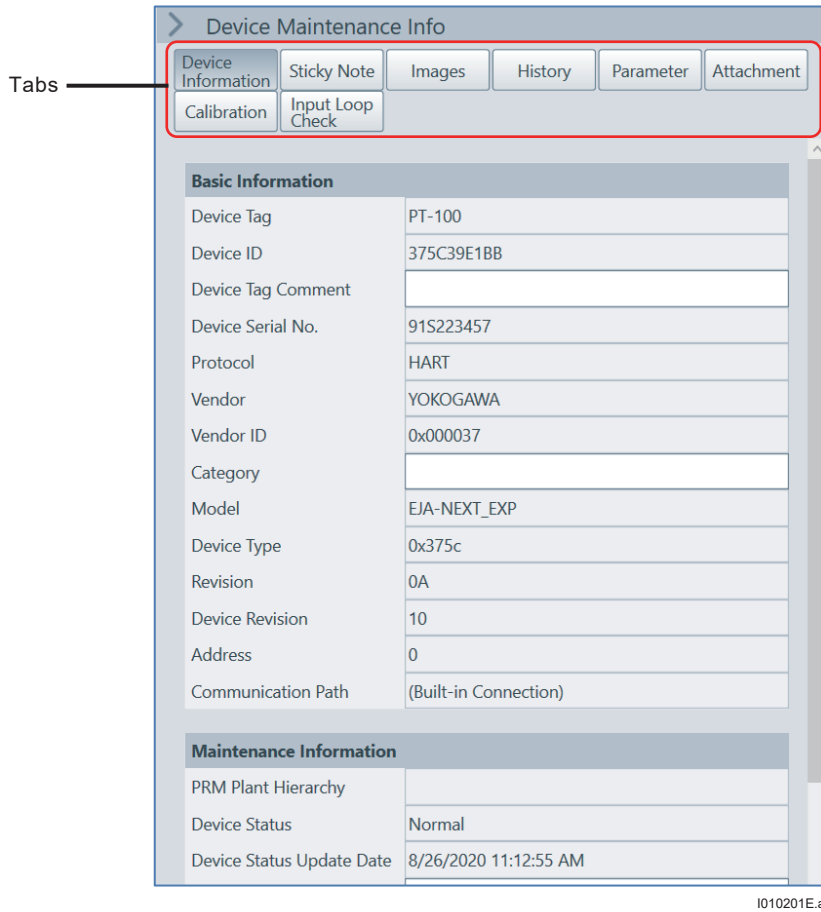 Device Maintenance Info
Tabs
Device Information Sticky Note Images History Parameter Attachment
Calibration Input Loop Check
Basic Information
Device Tag PT-100
Device ID 375C39E1BB
Device Tag Comment
Device Serial No. 91S223457
Protocol HART
Vendor YOKOGAWA
Vendor ID 0x000037
Category
Model EJA-NEXT_EXP
Device Type 0x375c
Revision 0A
Device Revision 10
Address 0
Communication Path (Built-in Connection)
Maintenance Information
PRM Plant Hierarchy
Device Status Normal
Device Status Update Date 8/26/2020 11:12:55 AM
I010201E.a